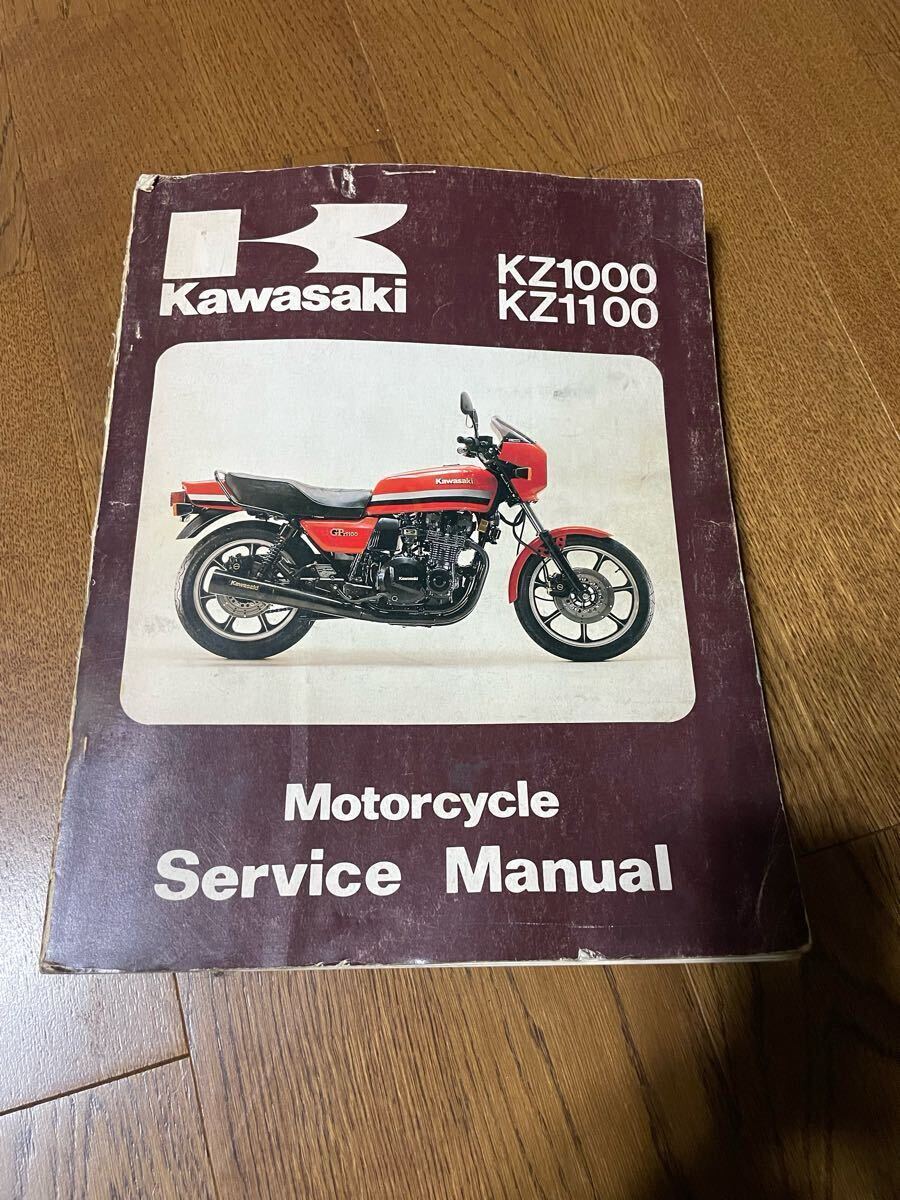 Kawasaki
KZ1000
KZ1100
Kawasaki
GPz1100
Kawasaki
Kawasaki
Motorcycle
Service Manual